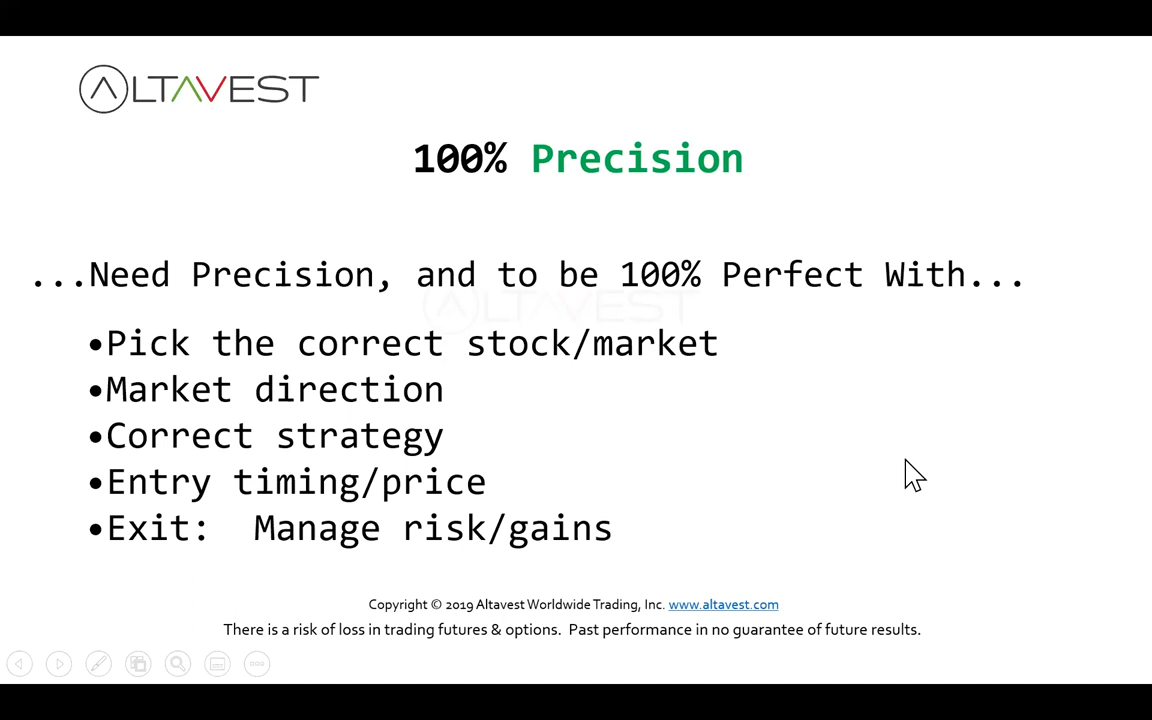 ALTAVEST
100% Precision
...Need Precision, and to be 100% Perfect With...
ALTAVEST
•Pick the correct stock/market
•Market direction
•Correct strategy
•Entry timing/price
•Exit:  Manage risk/gains
Copyright © 2019 Altavest Worldwide Trading, Inc. www.altavest.com
There is a risk of loss in trading futures & options.  Past performance in no guarantee of future results.